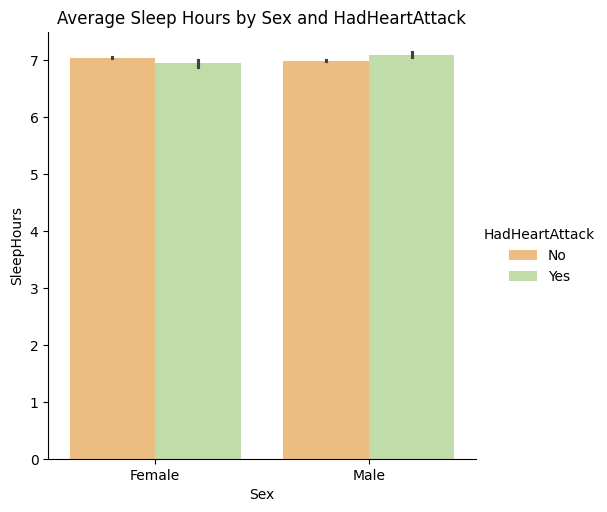 Average Sleep Hours by Sex and HadHeartAttack
SleepHours
7
6
5
4
3
2
1
0
Female
Male
Sex
HadHeartAttack
No
Yes